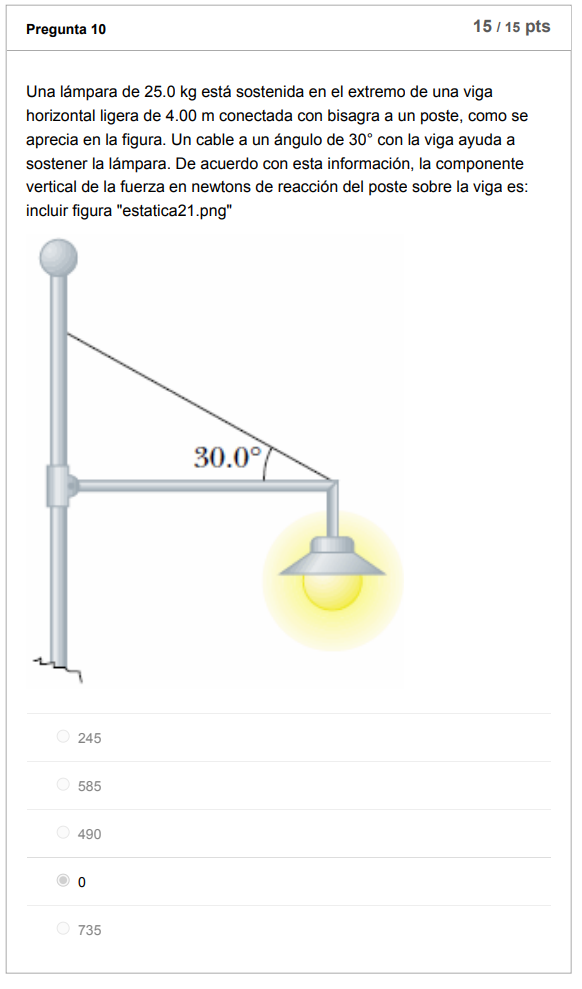 Pregunta 10
15 / 15 pts
Una lámpara de 25.0 kg está sostenida en el extremo de una viga
horizontal ligera de 4.00 m conectada con bisagra a un poste, como se
aprecia en la figura. Un cable a un ángulo de 30° con la viga ayuda a
sostener la lámpara. De acuerdo con esta información, la componente
vertical de la fuerza en newtons de reacción del poste sobre la viga es:
incluir figura "estatica21.png"
30.0°
245
585
490
0
735